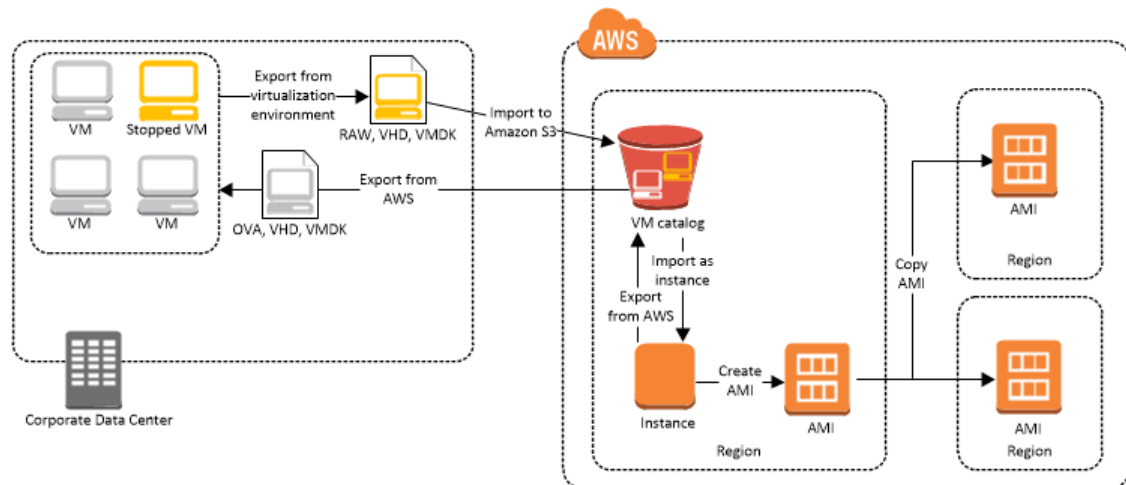 AWS
VM
Stopped VM
Export from
virtualization
environment
RAW, VHD, VMDK
Import to
Amazon S3
VM
VM
OVA, VHD, VMDK
Export from
AWS
VM catalog
Import as
instance
Export
from AWS
Instance
Create
AMI
AMI
Region
Copy
AMI
AMI
Region
AMI
Region
Corporate Data Center